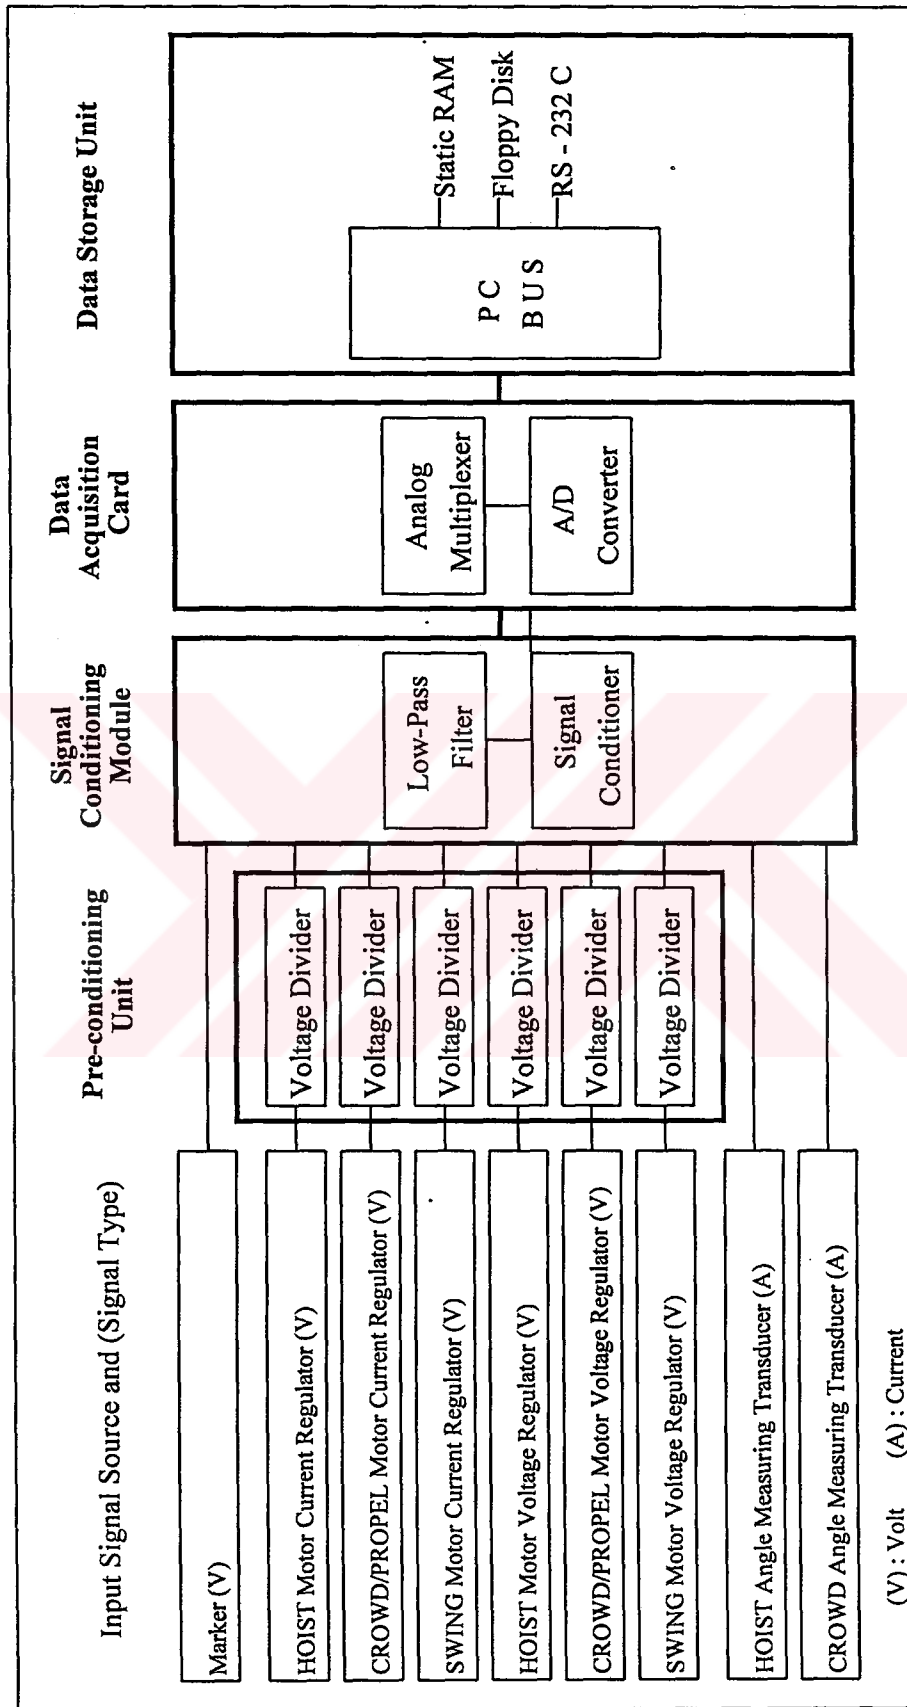 Input Signal Source and (Signal Type)
Pre-conditioning
Unit
Signal
Conditioning
Module
Data
Acquisition
Card
Data Storage Unit
Marker (V)
HOIST Motor Current Regulator (V)
CROWD/PROPEL Motor Current Regulator (V)
SWING Motor Current Regulator (V)
HOIST Motor Voltage Regulator (V)
CROWD/PROPEL Motor Voltage Regulator (V)
SWING Motor Voltage Regulator (V)
HOIST Angle Measuring Transducer (A)
CROWD Angle Measuring Transducer (A)
Voltage Divider
Voltage Divider
Voltage Divider
Voltage Divider
Voltage Divider
Voltage Divider
Low-Pass
Filter
Signal
Conditioner
Analog
Multiplexer
A/D
Converter
P C
B U S
Static RAM
Floppy Disk
RS - 232 C
(V) : Volt (A) : Current